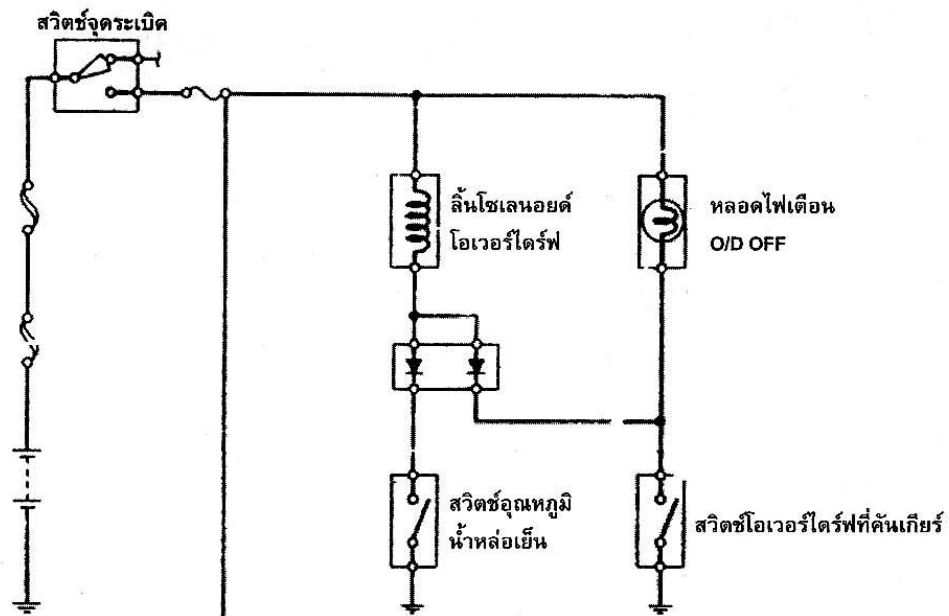 สวิตช์จุดระเบิด
ลิ้นโซเลนอยด์
โอเวอร์ไดร์ฟ
หลอดไฟเตือน
O/D OFF
สวิตช์อุณหภูมิ
น้ำหล่อเย็น
สวิตช์โอเวอร์ไดร์ฟที่คันเกียร์